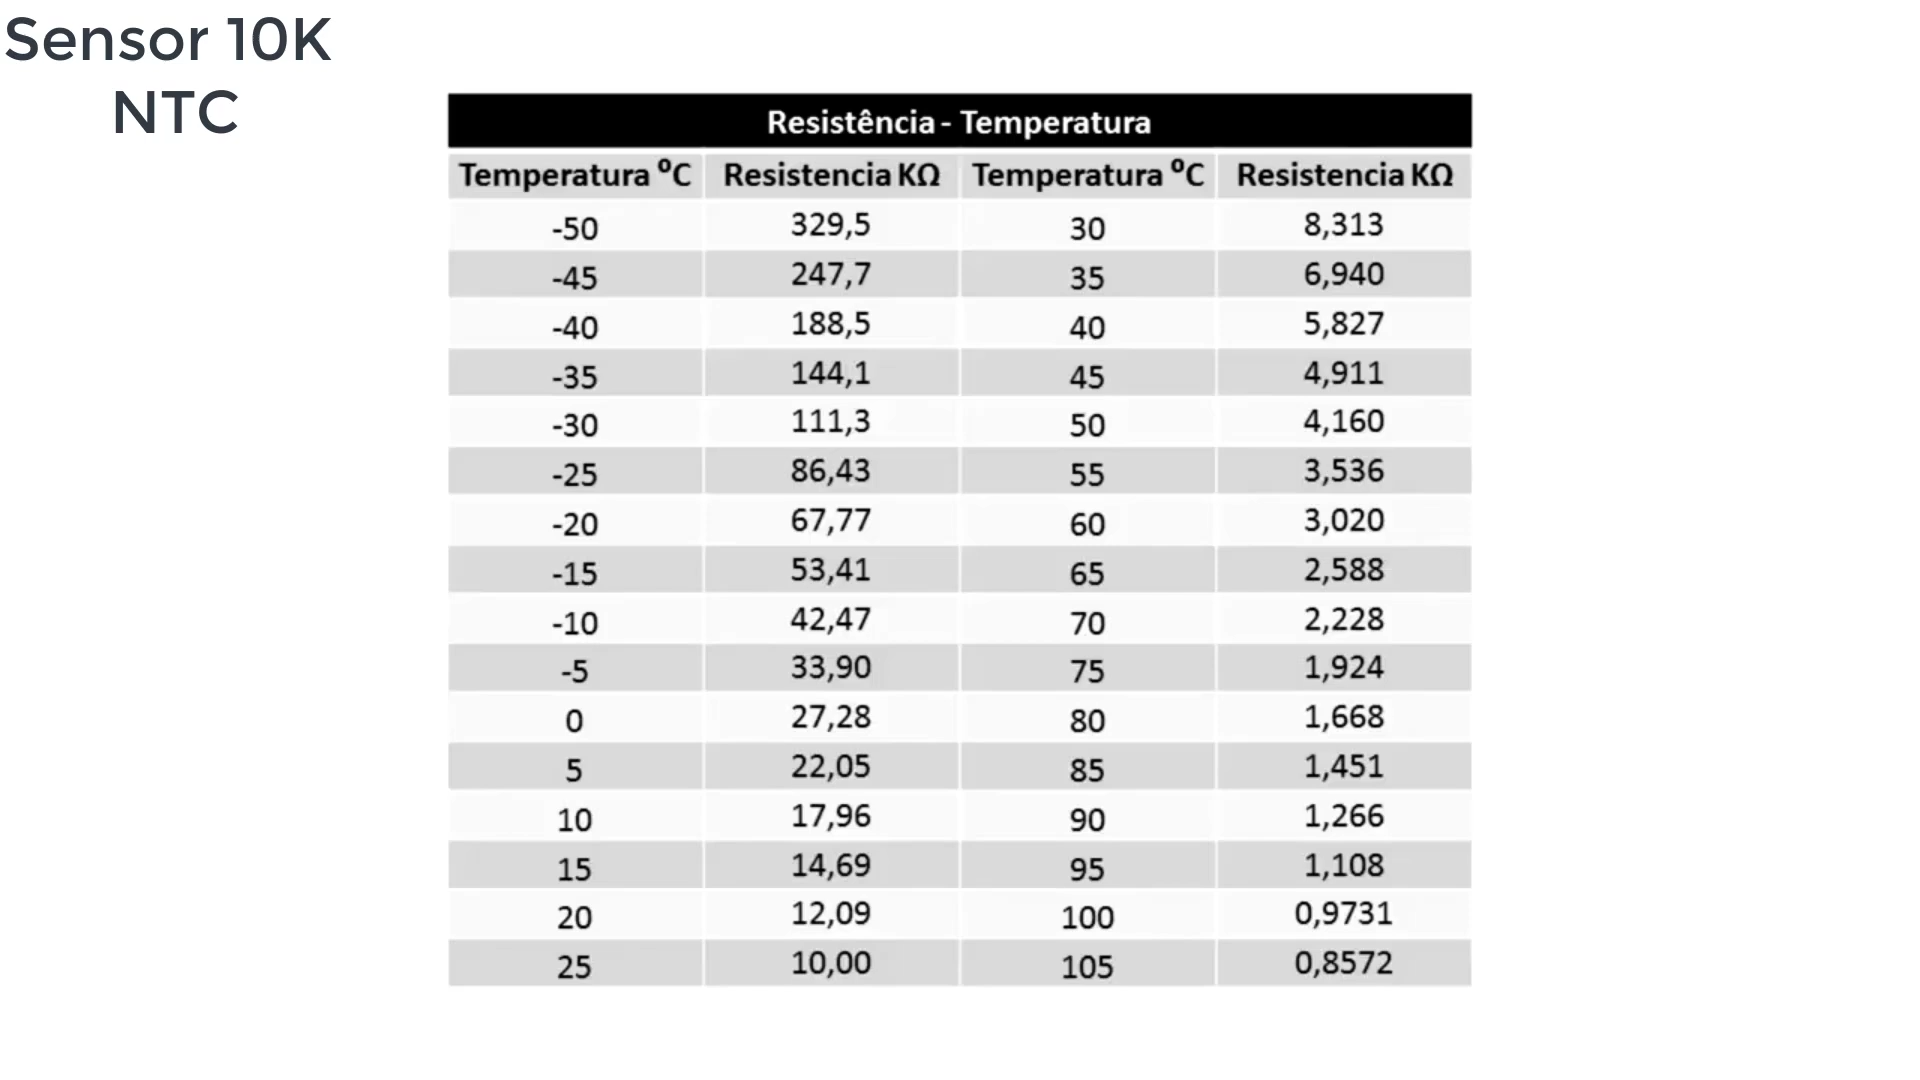 Sensor 10K
NTC
Resistência - Temperatura
Temperatura ºC Resistencia KΩ Temperatura ºC Resistencia KΩ
-50 329,5 30 8,313
-45 247,7 35 6,940
-40 188,5 40 5,827
-35 144,1 45 4,911
-30 111,3 50 4,160
-25 86,43 55 3,536
-20 67,77 60 3,020
-15 53,41 65 2,588
-10 42,47 70 2,228
-5 33,90 75 1,924
0 27,28 80 1,668
5 22,05 85 1,451
10 17,96 90 1,266
15 14,69 95 1,108
20 12,09 100 0,9731
25 10,00 105 0,8572